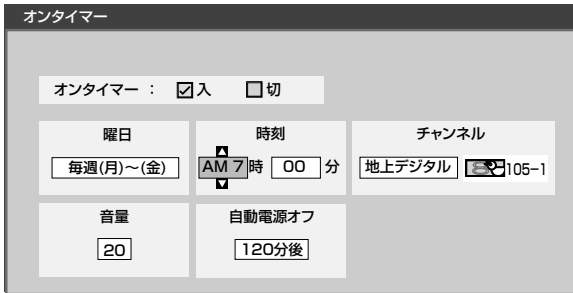 オンタイマー
オンタイマー : 入 切
曜日
毎週(月)～(金)
時刻
AM 7 時 00 分
チャンネル
地上デジタル 105-1
音量
20
自動電源オフ
120分後